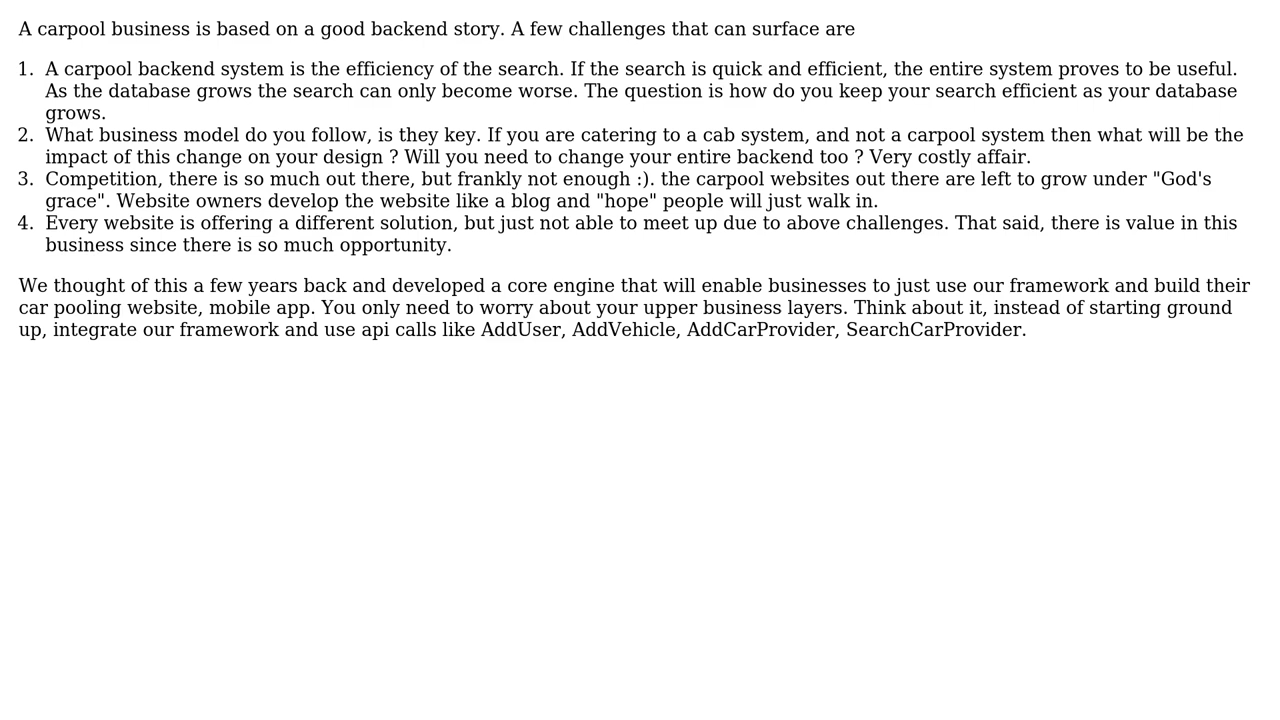 A carpool business is based on a good backend story. A few challenges that can surface are
1. A carpool backend system is the efficiency of the search. If the search is quick and efficient, the entire system proves to be useful.
As the database grows the search can only become worse. The question is how do you keep your search efficient as your database
grows.
2. What business model do you follow, is they key. If you are catering to a cab system, and not a carpool system then what will be the
impact of this change on your design ? Will you need to change your entire backend too ? Very costly affair.
3. Competition, there is so much out there, but frankly not enough :). the carpool websites out there are left to grow under "God's
grace". Website owners develop the website like a blog and "hope" people will just walk in.
4. Every website is offering a different solution, but just not able to meet up due to above challenges. That said, there is value in this
business since there is so much opportunity.
We thought of this a few years back and developed a core engine that will enable businesses to just use our framework and build their
car pooling website, mobile app. You only need to worry about your upper business layers. Think about it, instead of starting ground
up, integrate our framework and use api calls like AddUser, AddVehicle, AddCarProvider, SearchCarProvider.